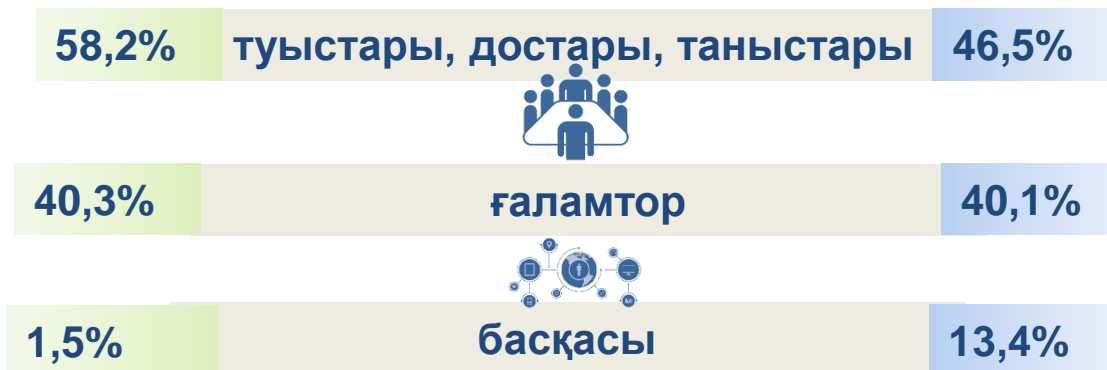 58,2% туыстары, достары, таныстары 46,5%
40,3% ғаламтор 40,1%
1,5% басқасы 13,4%